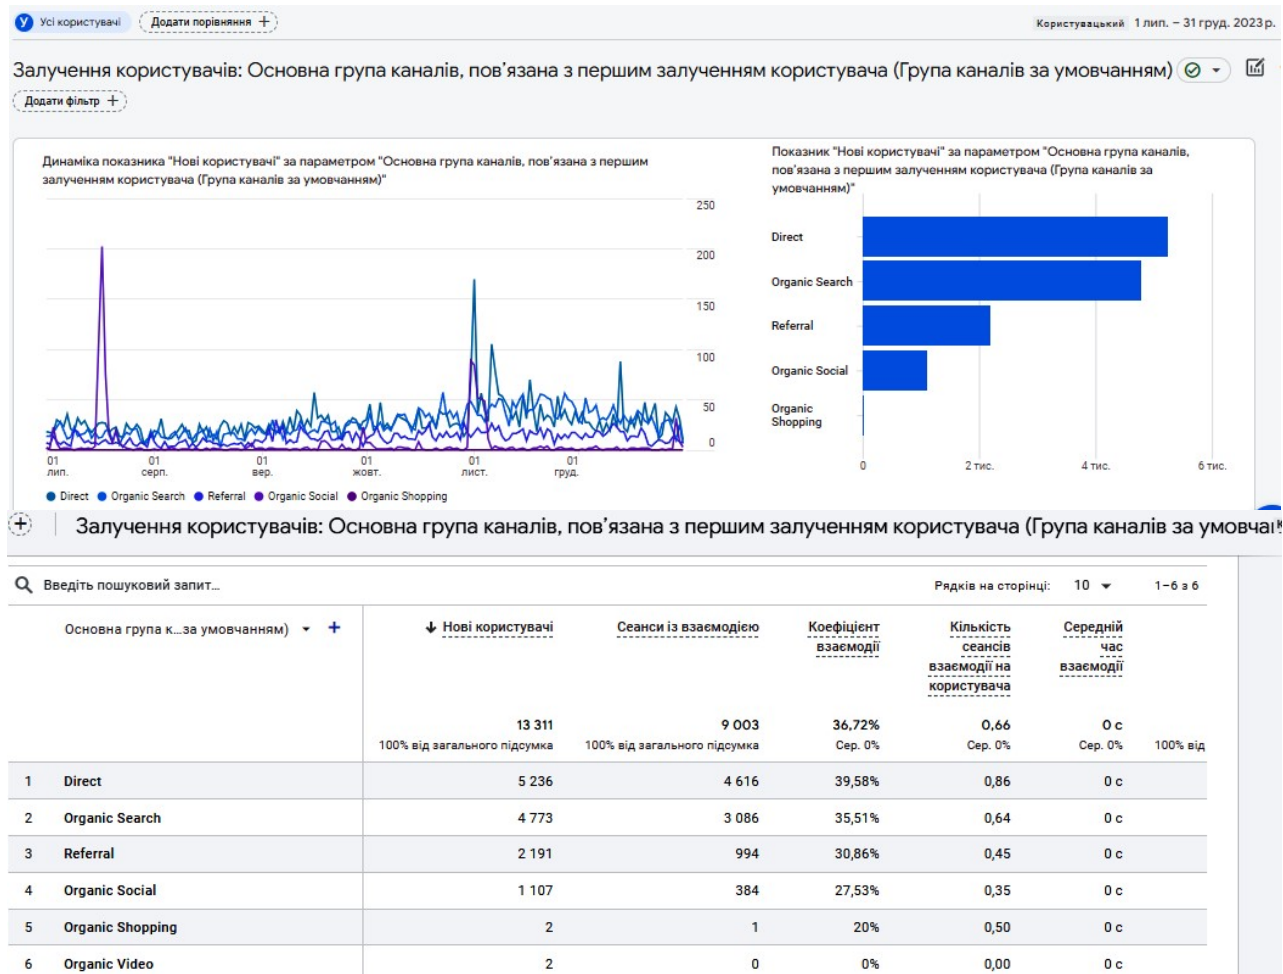 У Усі користувачі Додати порівняння + Користувацький 1 лип. – 31 груд. 2023 р.
Залучення користувачів: Основна група каналів, пов’язана з першим залученням користувача (Група каналів за умовчанням)
Додати фільтр +
Динаміка показника "Нові користувачі" за параметром "Основна група каналів, пов’язана з першим
залученням користувача (Група каналів за умовчанням)"
250
200
150
100
50
0
01 01 01 01 01 01
лип. серп. вер. жовт. лист. груд.
Direct Organic Search Referral Organic Social Organic Shopping
Показник "Нові користувачі" за параметром "Основна група каналів,
пов’язана з першим залученням користувача (Група каналів за
умовчанням)"
Direct
Organic Search
Referral
Organic Social
Organic
Shopping
0 2 тис. 4 тис. 6 тис.
Залучення користувачів: Основна група каналів, пов’язана з першим залученням користувача (Група каналів за
Введіть пошуковий запит... Рядків на сторінці: 10 1–6 з 6
Основна група к...за умовчанням) + ↓ Нові користувачі Сеанси із взаємодією Коефіцієнт Кількість Середній
взаємодії сеансів час
взаємодії на взаємодії
користувача
13 311 9 003 36,72% 0,66 0 с
100% від загального підсумка 100% від загального підсумка Сер. 0% Сер. 0% Сер. 0% 100% від
1 Direct 5 236 4 616 39,58% 0,86 0 с
2 Organic Search 4 773 3 086 35,51% 0,64 0 с
3 Referral 2 191 994 30,86% 0,45 0 с
4 Organic Social 1 107 384 27,53% 0,35 0 с
5 Organic Shopping 2 1 20% 0,50 0 с
6 Organic Video 2 0 0% 0,00 0 с